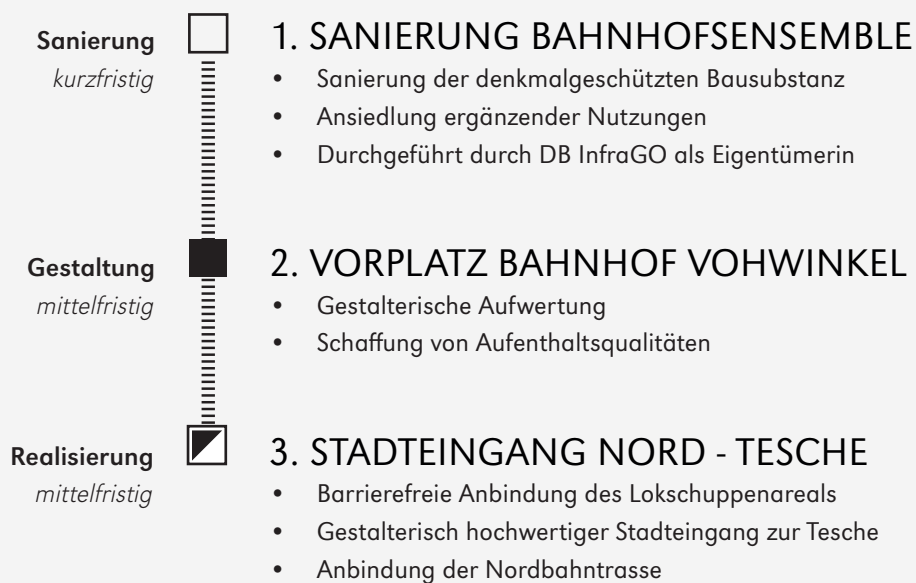 Sanierung
kurzfristig
1. SANIERUNG BAHNHOFSENSEMBLE
• Sanierung der denkmalgeschützten Bausubstanz
• Ansiedlung ergänzender Nutzungen
• Durchgeführt durch DB InfraGO als Eigentümerin
Gestaltung
mittelfristig
2. VORPLATZ BAHNHOF VOHWINKEL
• Gestalterische Aufwertung
• Schaffung von Aufenthaltsqualitäten
Realisierung
mittelfristig
3. STADTEINGANG NORD - TESCHE
• Barrierefreie Anbindung des Lokschuppenareals
• Gestalterisch hochwertiger Stadteingang zur Tesche
• Anbindung der Nordbahntrasse